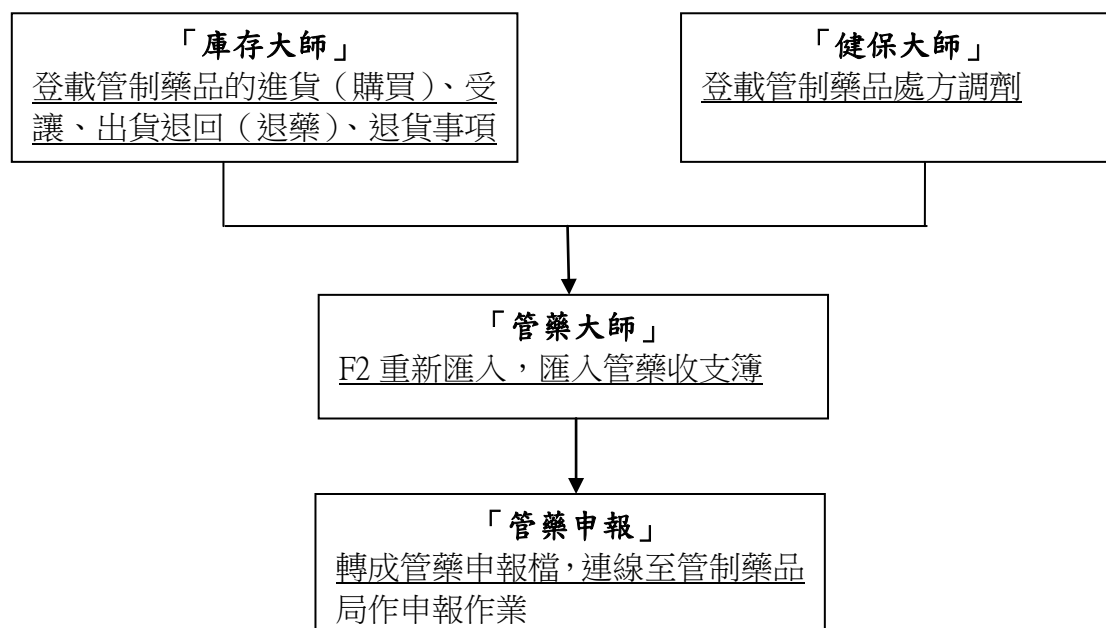 「庫存大師」
登載管制藥品的進貨（購買）、受
讓、出貨退回（退藥）、退貨事項
「健保大師」
登載管制藥品處方調劑
「管藥大師」
F2 重新匯入，匯入管藥收支簿
「管藥申報」
轉成管藥申報檔，連線至管制藥品
局作申報作業